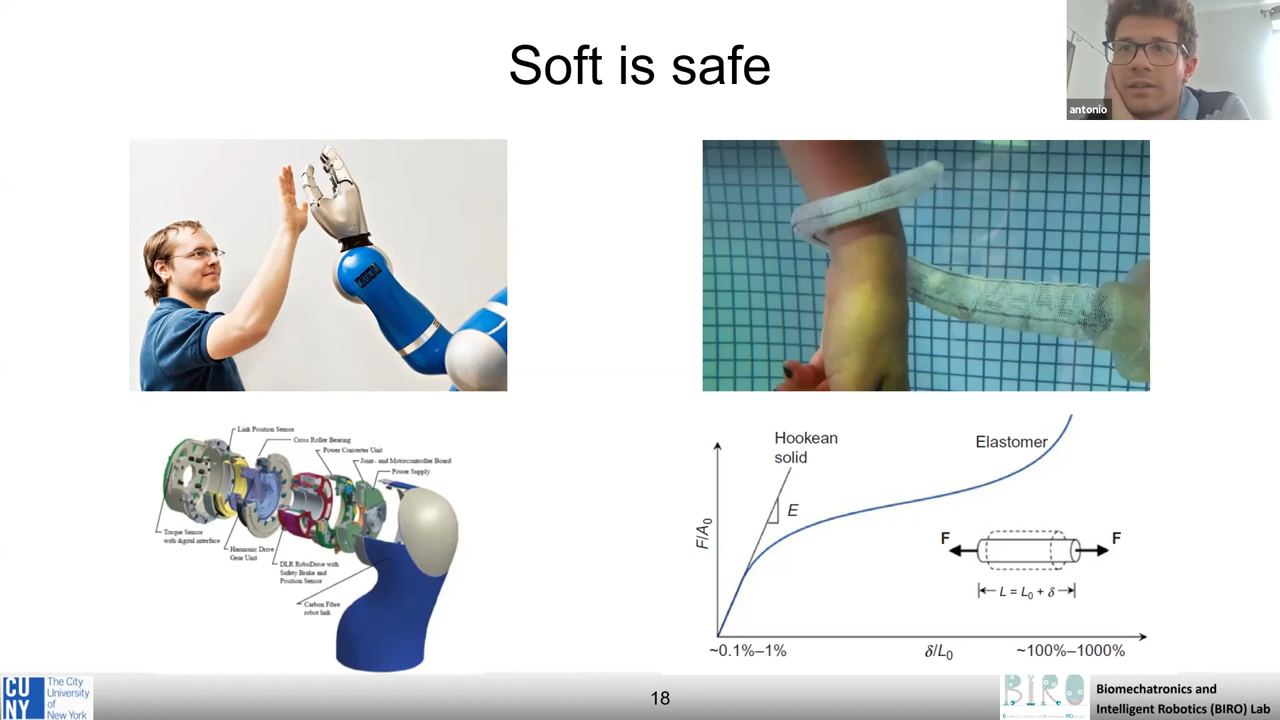 Soft is safe
antonio
KUKA
Link Position Sensor
Cross Roller Bearing
Power Converter Unit
Joint- and Motorcontroller Board
Power Supply
Torque Sensor
with digital interface
Harmonic Drive
Gear Unit
DLR RoboDrive with
Safety Brake and
Position Sensor
Carbon Fibre
robot link
Hookean
solid
Elastomer
E
F/A₀
F
F
L = L₀ + δ
~0.1%–1%
δ/L₀
~100%–1000%
CU
NY
The City
University
of
New York
18
BIRO
Biomechatronics and
Intelligent Robotics (BIRO) Lab